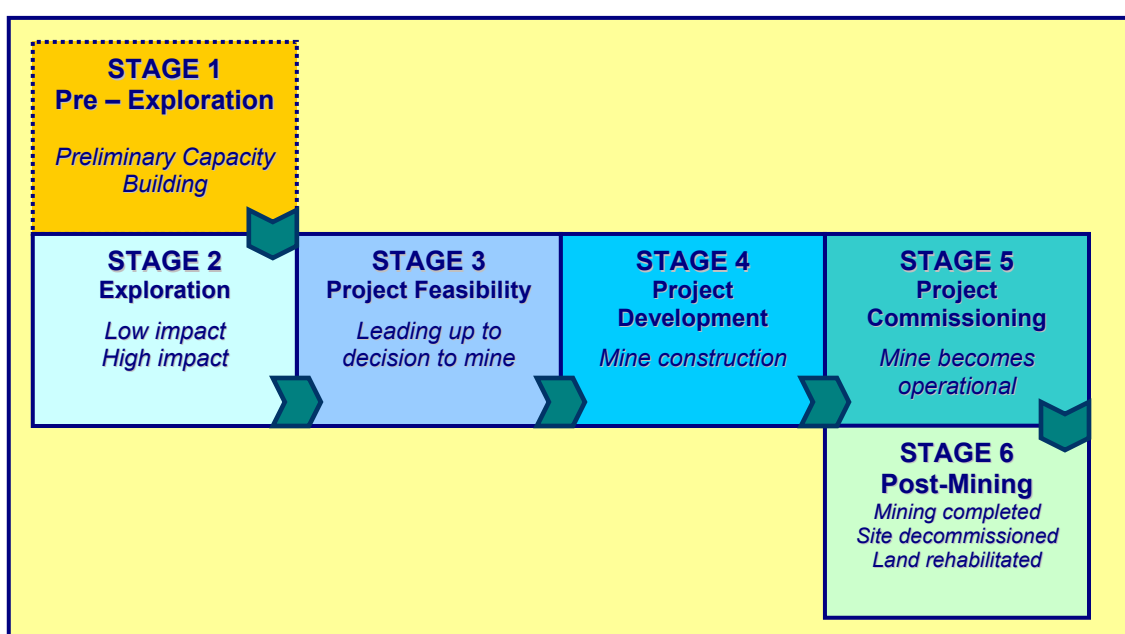 STAGE 1
Pre – Exploration
Preliminary Capacity
Building
STAGE 2
Exploration
Low impact
High impact
STAGE 3
Project Feasibility
Leading up to
decision to mine
STAGE 4
Project
Development
Mine construction
STAGE 5
Project
Commissioning
Mine becomes
operational
STAGE 6
Post-Mining
Mining completed
Site decommissioned
Land rehabilitated